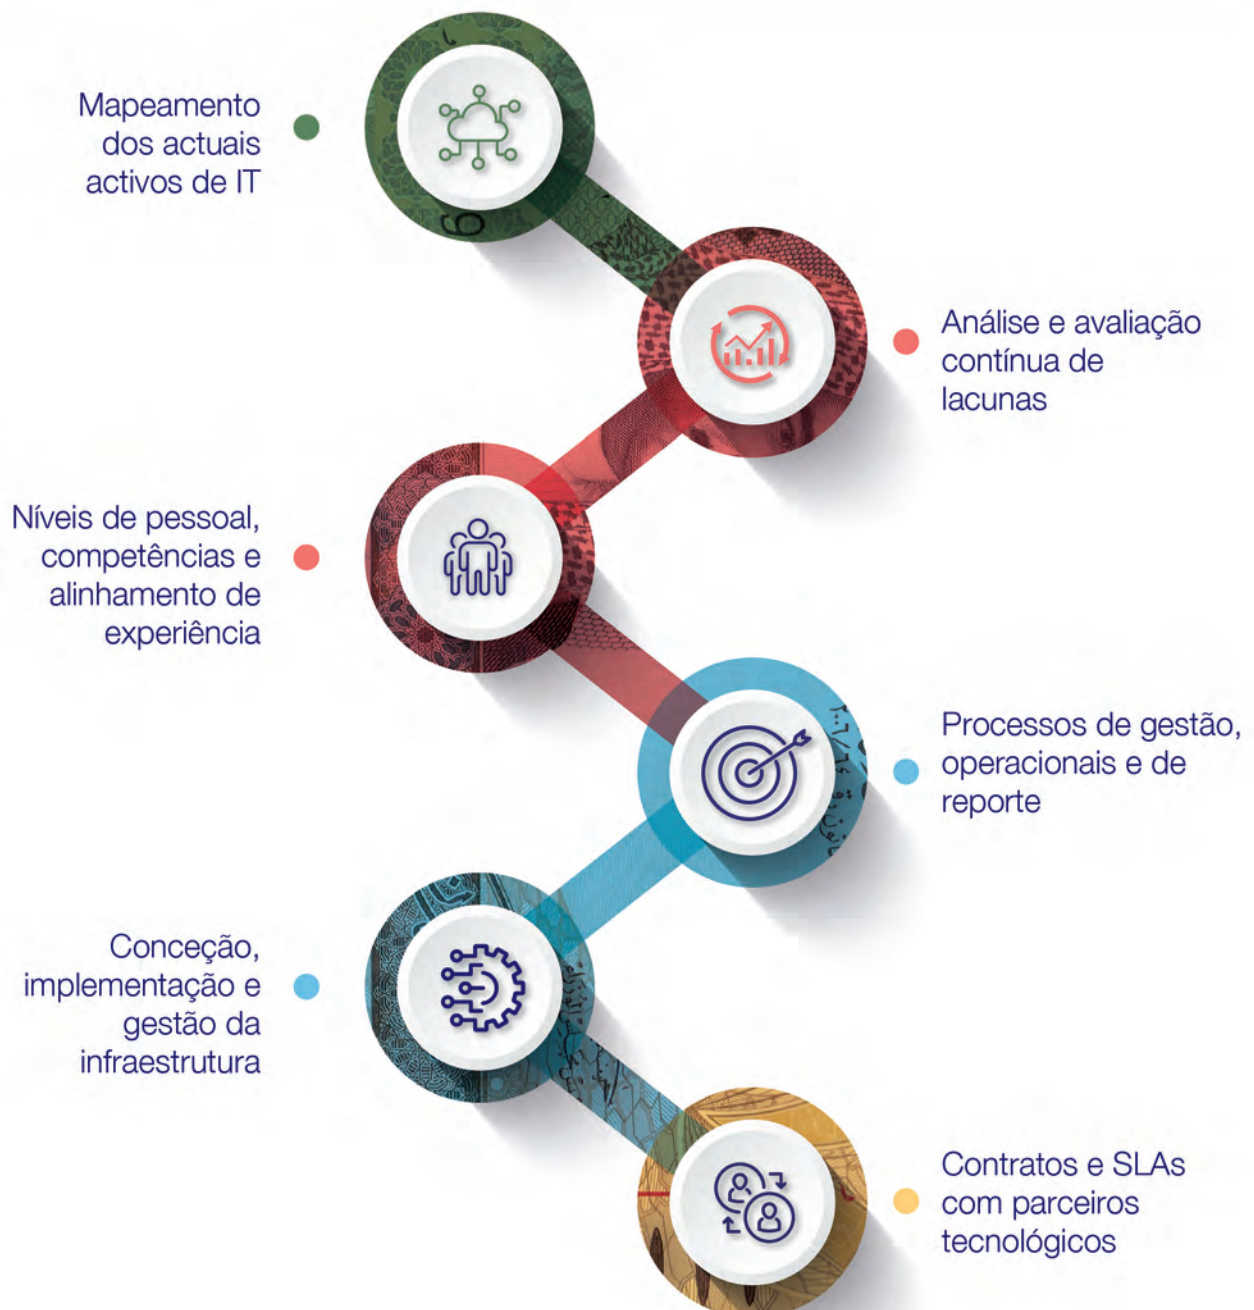 Mapeamento
dos actuais
activos de IT
Análise e avaliação
contínua de
lacunas
Níveis de pessoal,
competências e
alinhamento de
experiência
Processos de gestão,
operacionais e de
reporte
Conceção,
implementação e
gestão da
infraestrutura
Contratos e SLAs
com parceiros
tecnológicos